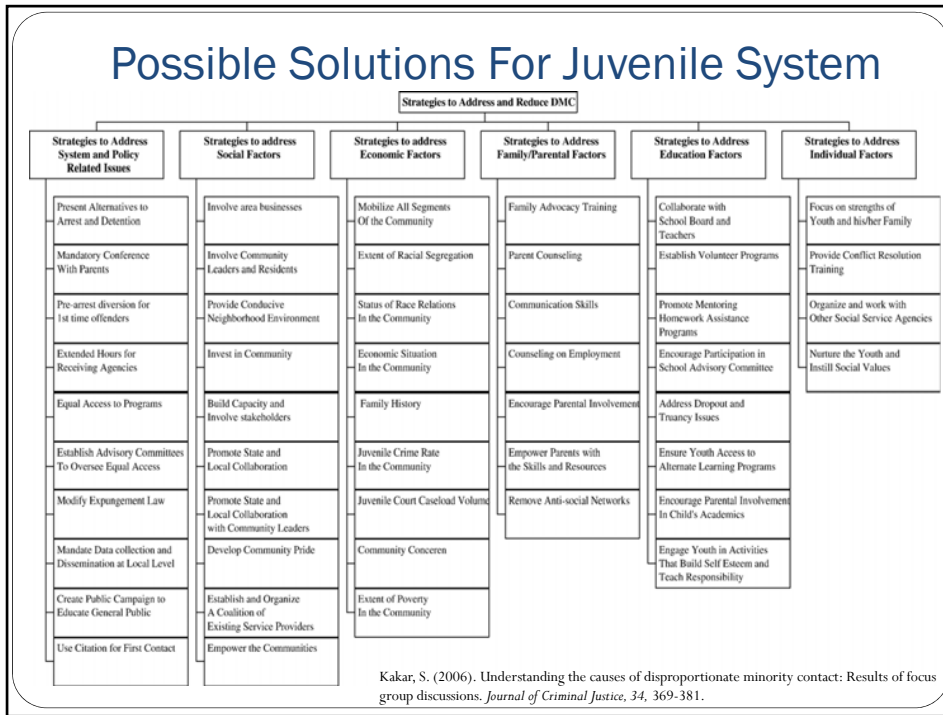 Possible Solutions For Juvenile System
Strategies to Address and Reduce DMC
Strategies to Address
System and Policy
Related Issues
Present Alternatives to
Arrest and Detention
Mandatory Conference
With Parents
Pre-arrest diversion for
1st time offenders
Extended Hours for
Receiving Agencies
Equal Access to Programs
Establish Advisory Committees
To Oversee Equal Access
Modify Expungement Law
Mandate Data collection and
Dissemination at Local Level
Create Public Campaign to
Educate General Public
Use Citation for First Contact
Strategies to address
Social Factors
Involve area businesses
Involve Community
Leaders and Residents
Provide Conducive
Neighborhood Environment
Invest in Community
Build Capacity and
Involve stakeholders
Promote State and
Local Collaboration
Promote State and
Local Collaboration
with Community Leaders
Develop Community Pride
Establish and Organize
A Coalition of
Existing Service Providers
Empower the Communities
Strategies to address
Economic Factors
Mobilize All Segments
Of the Community
Extent of Racial Segregation
Status of Race Relations
In the Community
Economic Situation
In the Community
Family History
Juvenile Crime Rate
In the Community
Juvenile Court Caseload Volume
Community Conceren
Extent of Poverty
In the Community
Strategies to Address
Family/Parental Factors
Family Advocacy Training
Parent Counseling
Communication Skills
Counseling on Employment
Encourage Parental Involvement
Empower Parents with
the Skills and Resources
Remove Anti-social Networks
Strategies to Address
Education Factors
Collaborate with
School Board and
Teachers
Establish Volunteer Programs
Promote Mentoring
Homework Assistance
Programs
Encourage Participation in
School Advisory Committee
Address Dropout and
Truancy Issues
Ensure Youth Access to
Alternate Learning Programs
Encourage Parental Involvement
In Child's Academics
Engage Youth in Activities
That Build Self Esteem and
Teach Responsibility
Strategies to Address
Individual Factors
Focus on strengths of
Youth and his/her Family
Provide Conflict Resolution
Training
Organize and work with
Other Social Service Agencies
Nurture the Youth and
Instill Social Values
Kakar, S. (2006). Understanding the causes of disproportionate minority contact: Results of focus
group discussions. Journal of Criminal Justice, 34, 369-381.